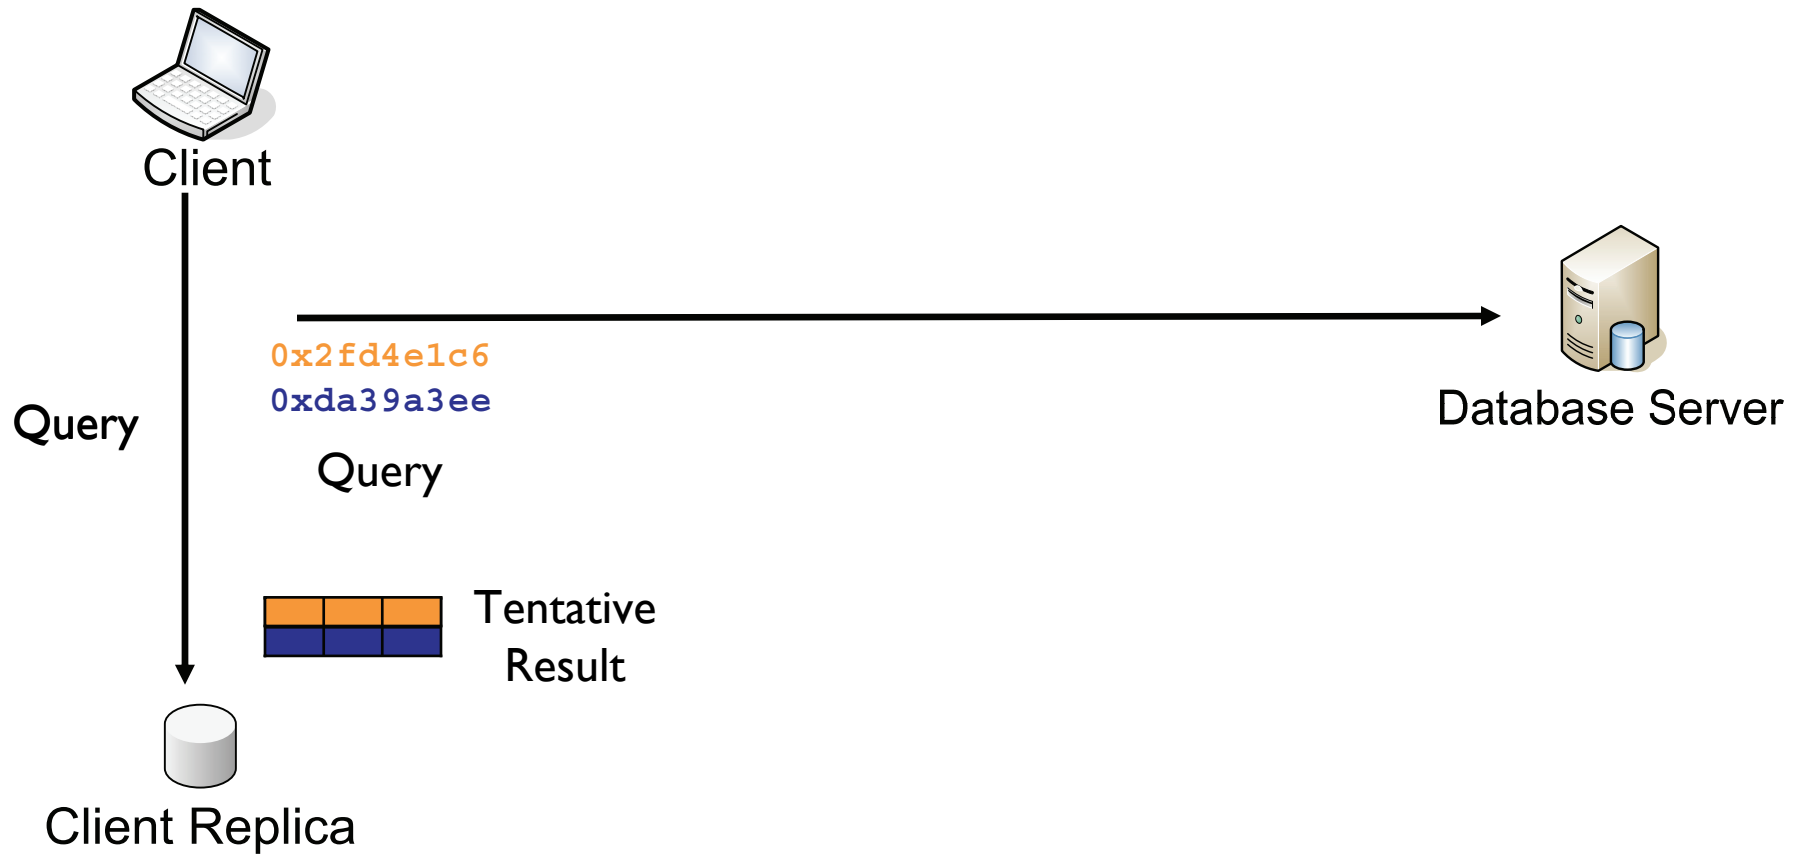 Client
0x2fd4e1c6
0xda39a3ee
Database Server
Query
Query
Tentative
Result
Client Replica